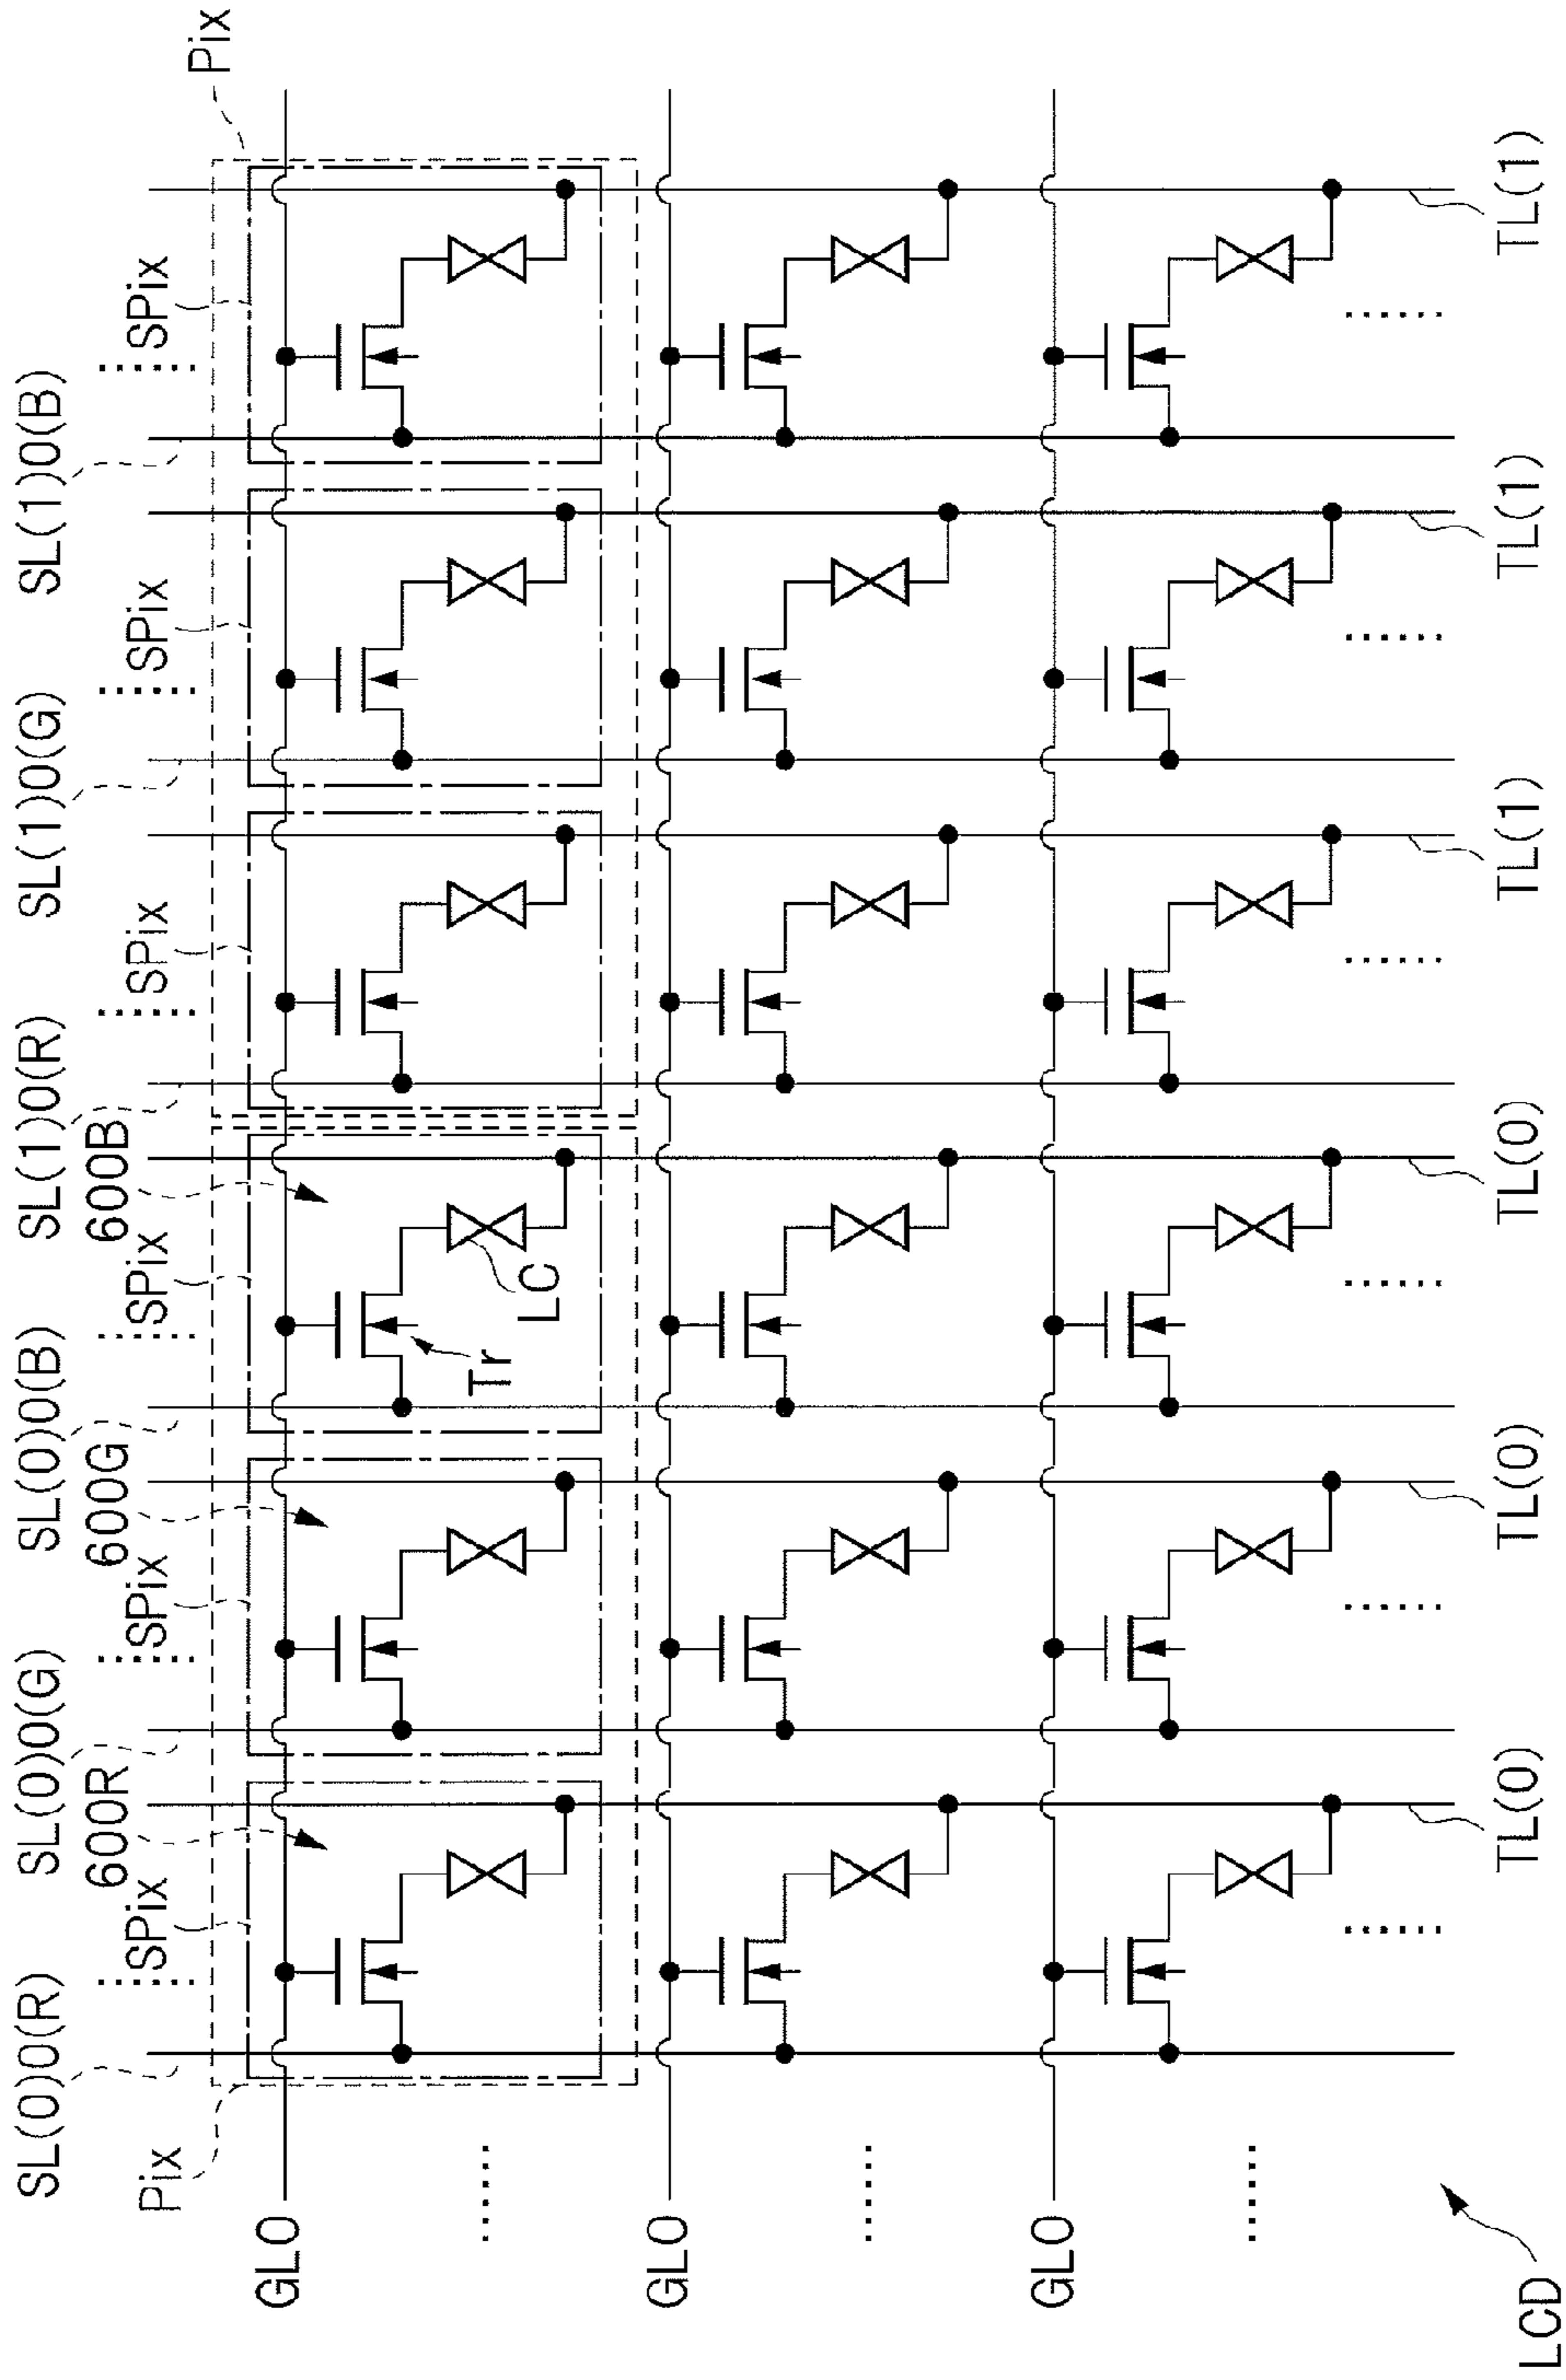 SL(0)0(R) SL(0)0(G) SL(0)0(B) SL(1)0(R) SL(1)0(G) SL(1)0(B)
600R 600G 600B
SPix SPix SPix SPix SPix SPix
Pix Pix
GL0
Tr LC
GL0
GL0
TL(0) TL(0) TL(0) TL(1) TL(1) TL(1)
LCD